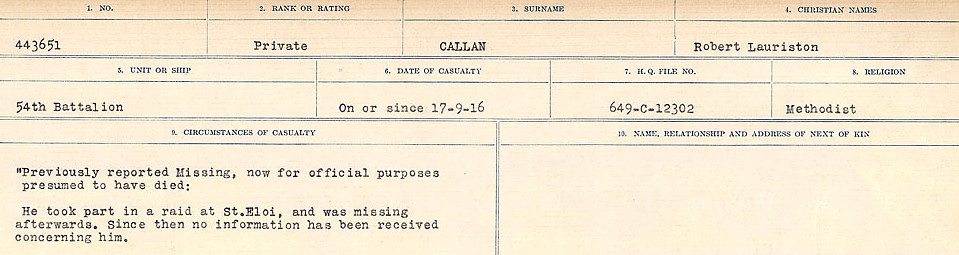 1. NO. 2. RANK OR RATING 3. SURNAME 4. CHRISTIAN NAMES
443651 Private CALLAN Robert Lauriston
5. UNIT OR SHIP 6. DATE OF CASUALTY 7. H. Q. FILE NO. 8. RELIGION
54th Battalion On or since 17-9-16 649-C-12302 Methodist
9. CIRCUMSTANCES OF CASUALTY 10. NAME, RELATIONSHIP AND ADDRESS OF NEXT OF KIN
"Previously reported Missing, now for official purposes
presumed to have died:
He took part in a raid at St.Eloi, and was missing
afterwards. Since then no information has been received
concerning him.